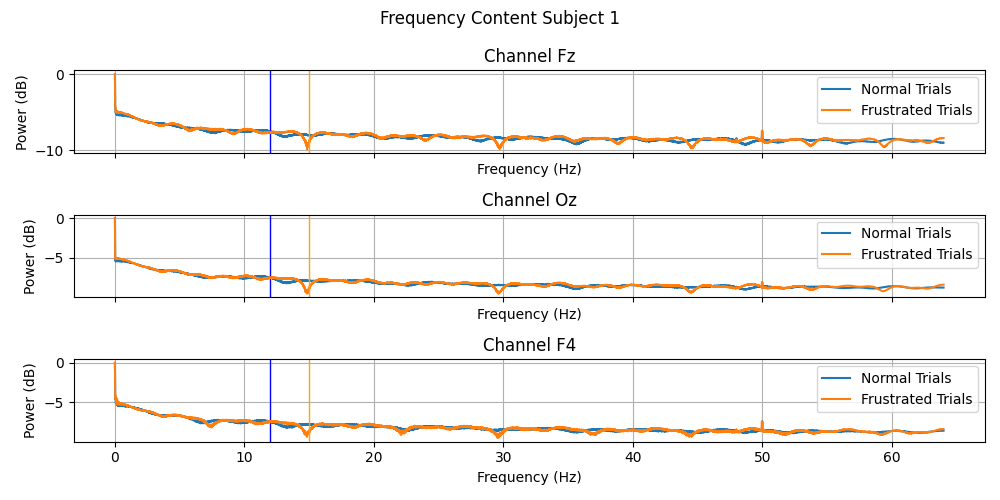 Frequency Content Subject 1
Channel Fz
Power (dB)
0
−10
Normal Trials
Frustrated Trials
Frequency (Hz)
Channel Oz
Power (dB)
0
−5
Normal Trials
Frustrated Trials
Frequency (Hz)
Channel F4
Power (dB)
0
−5
Normal Trials
Frustrated Trials
0 10 20 30 40 50 60
Frequency (Hz)